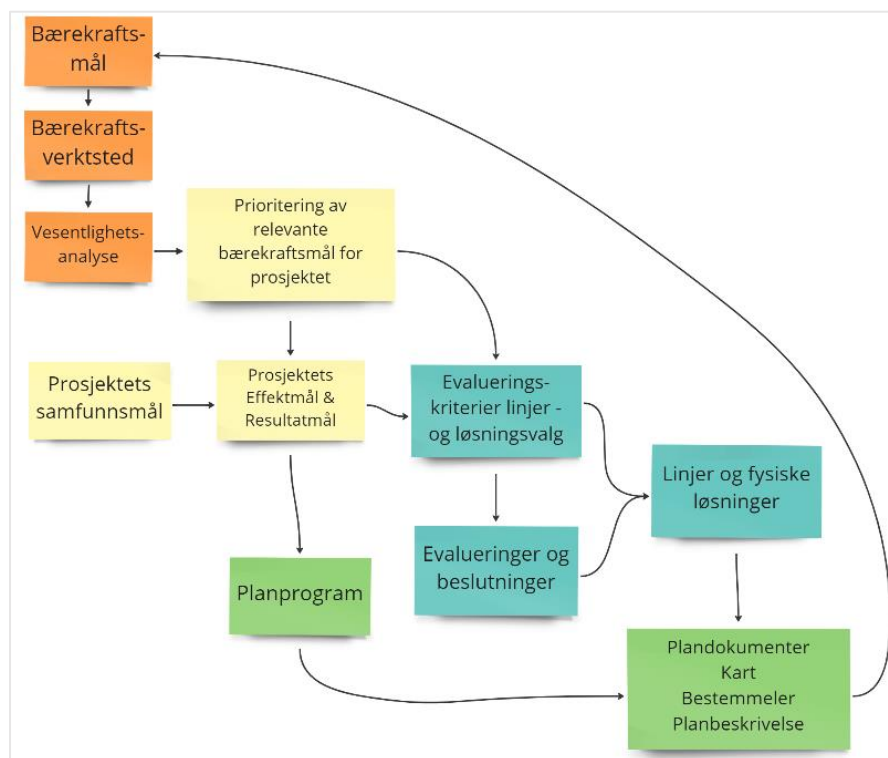 Bærekrafts-
mål
Bærekrafts-
verktsted
Vesentlighets-
analyse
Prioritering av
relevante
bærekraftsmål for
prosjektet
Prosjektets
samfunnsmål
Prosjektets
Effektmål &
Resultatmål
Evaluerings-
kriterier linjer -
og løsningsvalg
Linjer og fysiske
løsninger
Evalueringer og
beslutninger
Planprogram
Plandokumenter
Kart
Bestemmeler
Planbeskrivelse